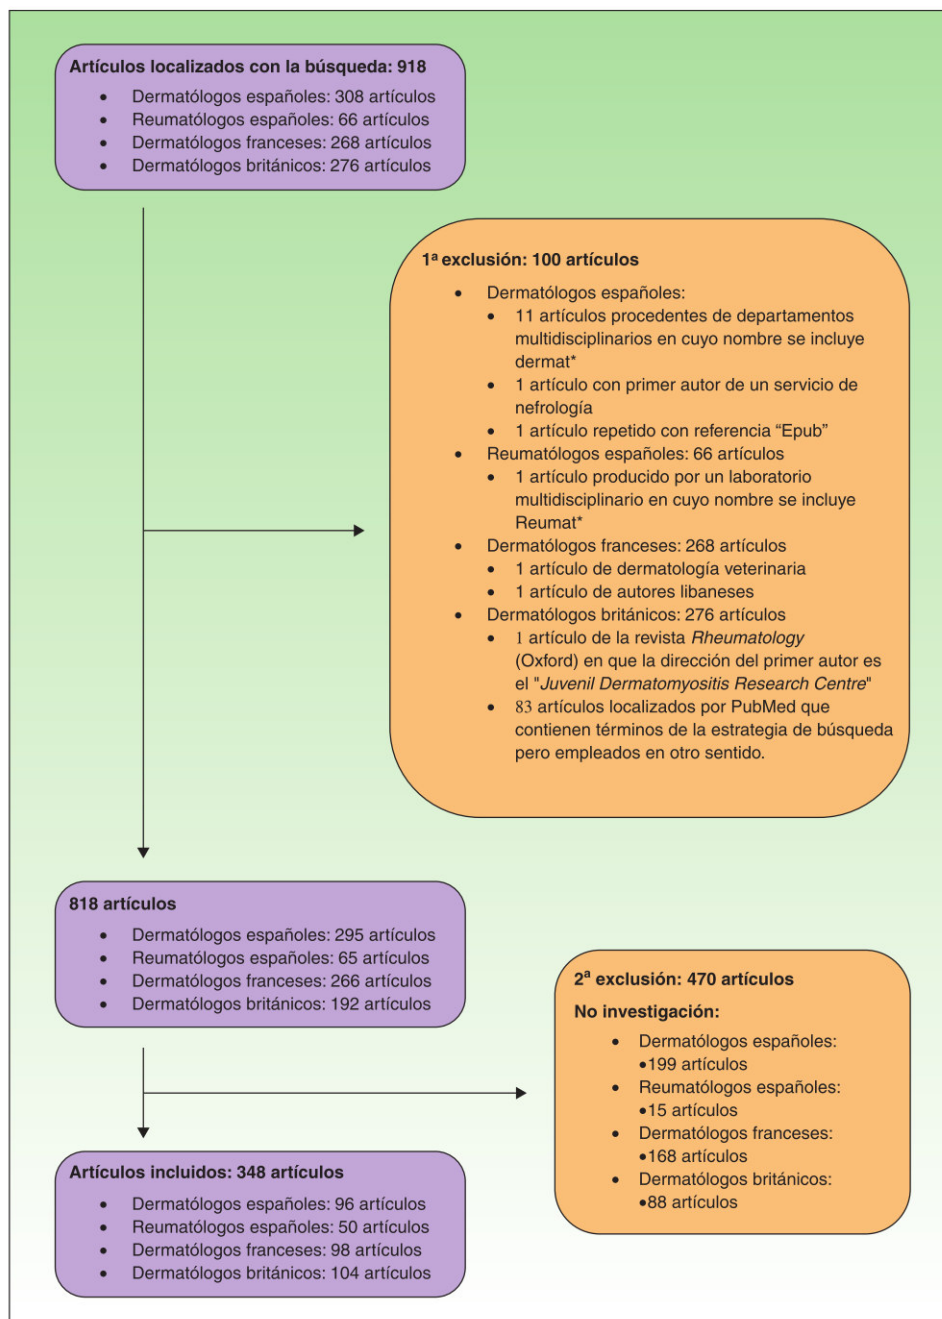 Artículos localizados con la búsqueda: 918
• Dermatólogos españoles: 308 artículos
• Reumatólogos españoles: 66 artículos
• Dermatólogos franceses: 268 artículos
• Dermatólogos británicos: 276 artículos
1ª exclusión: 100 artículos
• Dermatólogos españoles:
• 11 artículos procedentes de departamentos
multidisciplinarios en cuyo nombre se incluye
dermat*
• 1 artículo con primer autor de un servicio de
nefrología
• 1 artículo repetido con referencia “Epub”
• Reumatólogos españoles: 66 artículos
• 1 artículo producido por un laboratorio
multidisciplinario en cuyo nombre se incluye
Reumat*
• Dermatólogos franceses: 268 artículos
• 1 artículo de dermatología veterinaria
• 1 artículo de autores libaneses
• Dermatólogos británicos: 276 artículos
• 1 artículo de la revista Rheumatology
(Oxford) en que la dirección del primer autor es
el "Juvenil Dermatomyositis Research Centre"
• 83 artículos localizados por PubMed que
contienen términos de la estrategia de búsqueda
pero empleados en otro sentido.
818 artículos
• Dermatólogos españoles: 295 artículos
• Reumatólogos españoles: 65 artículos
• Dermatólogos franceses: 266 artículos
• Dermatólogos británicos: 192 artículos
2ª exclusión: 470 artículos
No investigación:
• Dermatólogos españoles:
•199 artículos
• Reumatólogos españoles:
•15 artículos
• Dermatólogos franceses:
•168 artículos
• Dermatólogos británicos:
•88 artículos
Artículos incluidos: 348 artículos
• Dermatólogos españoles: 96 artículos
• Reumatólogos españoles: 50 artículos
• Dermatólogos franceses: 98 artículos
• Dermatólogos británicos: 104 artículos